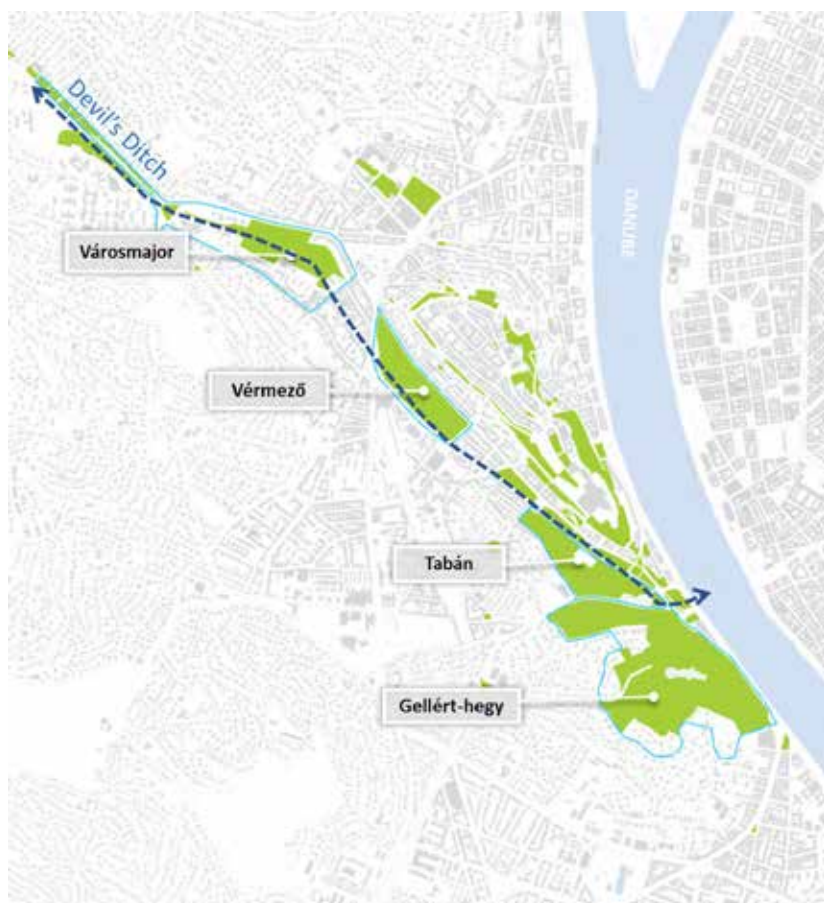 Devil's Ditch
DANUBE
Városmajor
Vérmező
Tabán
Gellért-hegy